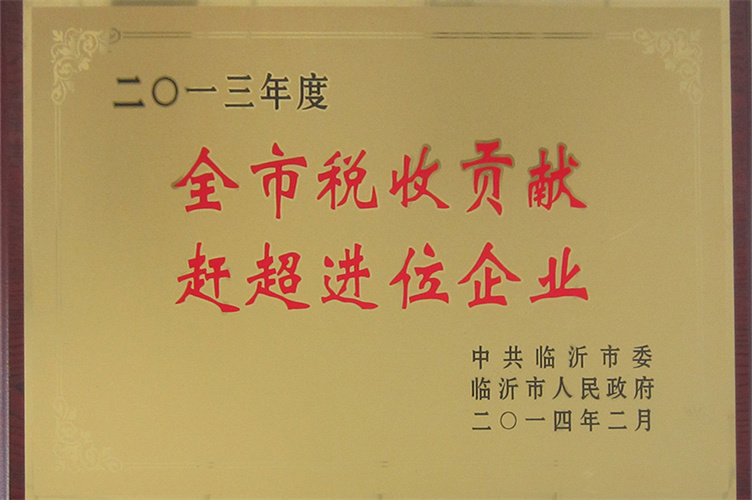 二〇一三年度
全市税收贡献
赶超进位企业
中共临沂市委
临沂市人民政府
二〇一四年二月